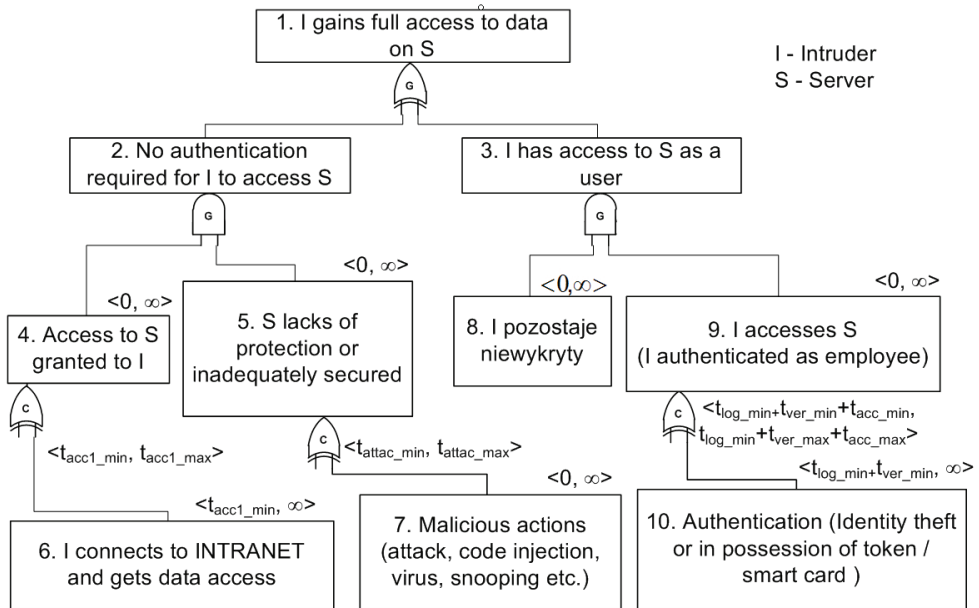 1. I gains full access to data
on S
I - Intruder
S - Server
G
2. No authentication
required for I to access S
3. I has access to S as a
user
G
G
<0, ∞>
<0, ∞>
<0,∞>
<0, ∞>
4. Access to S
granted to I
5. S lacks of
protection or
inadequately secured
8. I pozostaje
niewykryty
9. I accesses S
(I authenticated as employee)
C
C
C
<tacc1_min, tacc1_max>
<tattac_min, tattac_max>
<tlog_min+tver_min+tacc_min,
tlog_min+tver_max+tacc_max>
<tacc1_min, ∞>
<0, ∞>
<tlog_min+tver_min, ∞>
6. I connects to INTRANET
and gets data access
7. Malicious actions
(attack, code injection,
virus, snooping etc.)
10. Authentication (Identity theft
or in possession of token /
smart card )